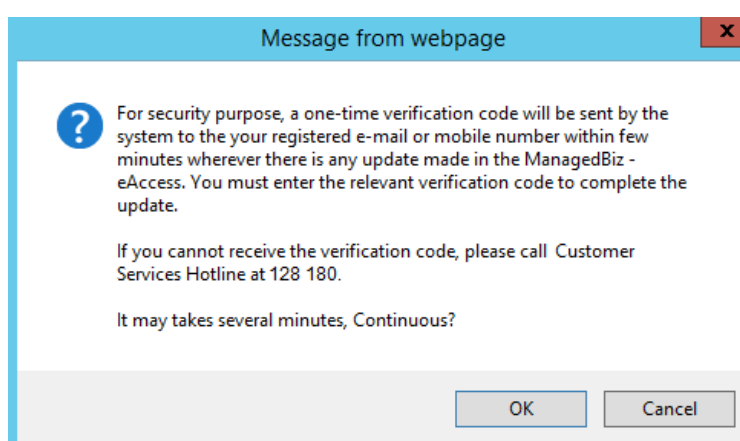 Message from webpage
x
?
For security purpose, a one-time verification code will be sent by the
system to the your registered e-mail or mobile number within few
minutes wherever there is any update made in the ManagedBiz -
eAccess. You must enter the relevant verification code to complete the
update.
If you cannot receive the verification code, please call Customer
Services Hotline at 128 180.
It may takes several minutes, Continuous?
OK
Cancel